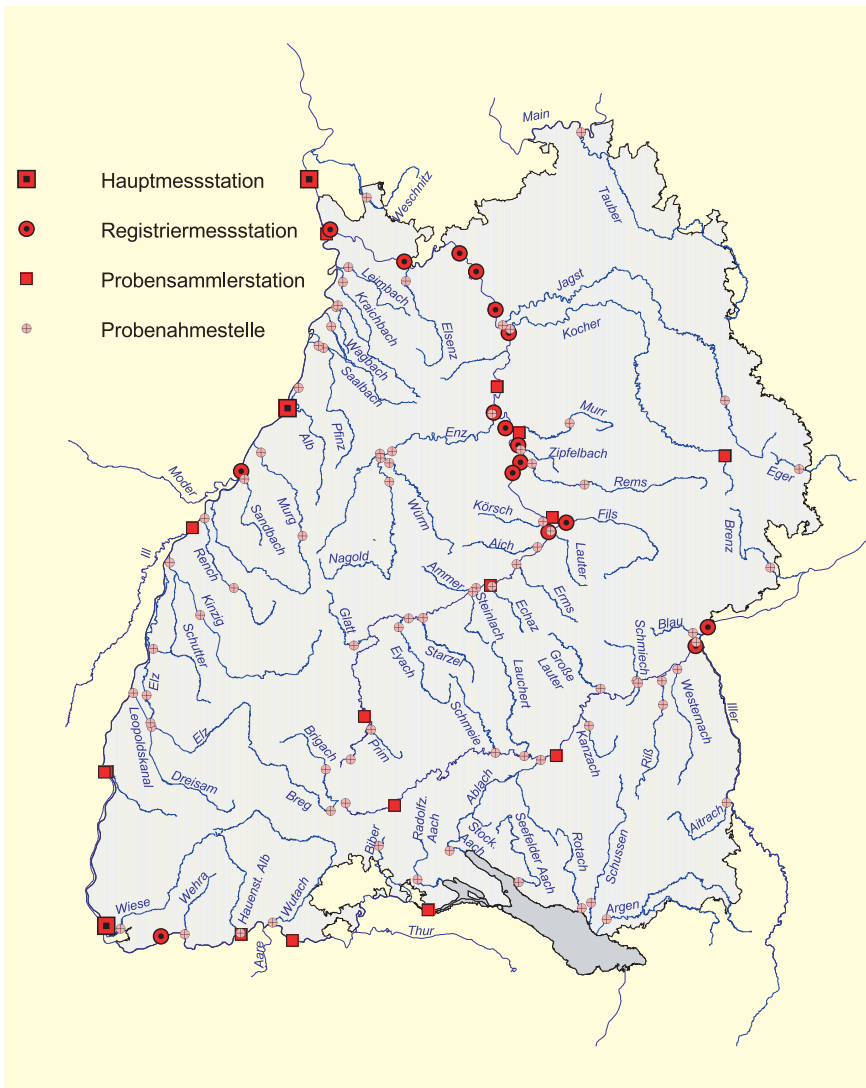 Main
Hauptmessstation
Weschnitz
Tauber
Registriermessstation
Probensammlerstation
Leimbach
Jagst
Kraichbach
Probenahmestelle
Elsenz
Kocher
Wagbach
Saalbach
Murr
Alb
Pfinz
Enz
Zipfelbach
Moder
Rems
Eger
Murg
Sandbach
Würm
Körsch
Fils
Brenz
Ill
Rench
Nagold
Aich
Lauter
Ammer
Erms
Kinzig
Glatt
Steinlach
Echaz
Schutter
Blau
Eyach
Starzel
Große
Lauter
Schmiech
Elz
Lauchert
Westernach
Iller
Leopoldskanal
Elz
Schmeie
Brigach
Prim
Kanzach
Riß
Dreisam
Breg
Ablach
Aitrach
Biber
Radolfz.
Aach
Stock.
Aach
Seefelder Aach
Rotach
Schussen
Wiese
Wehra
Hauenst. Alb
Wutach
Argen
Aare
Thur